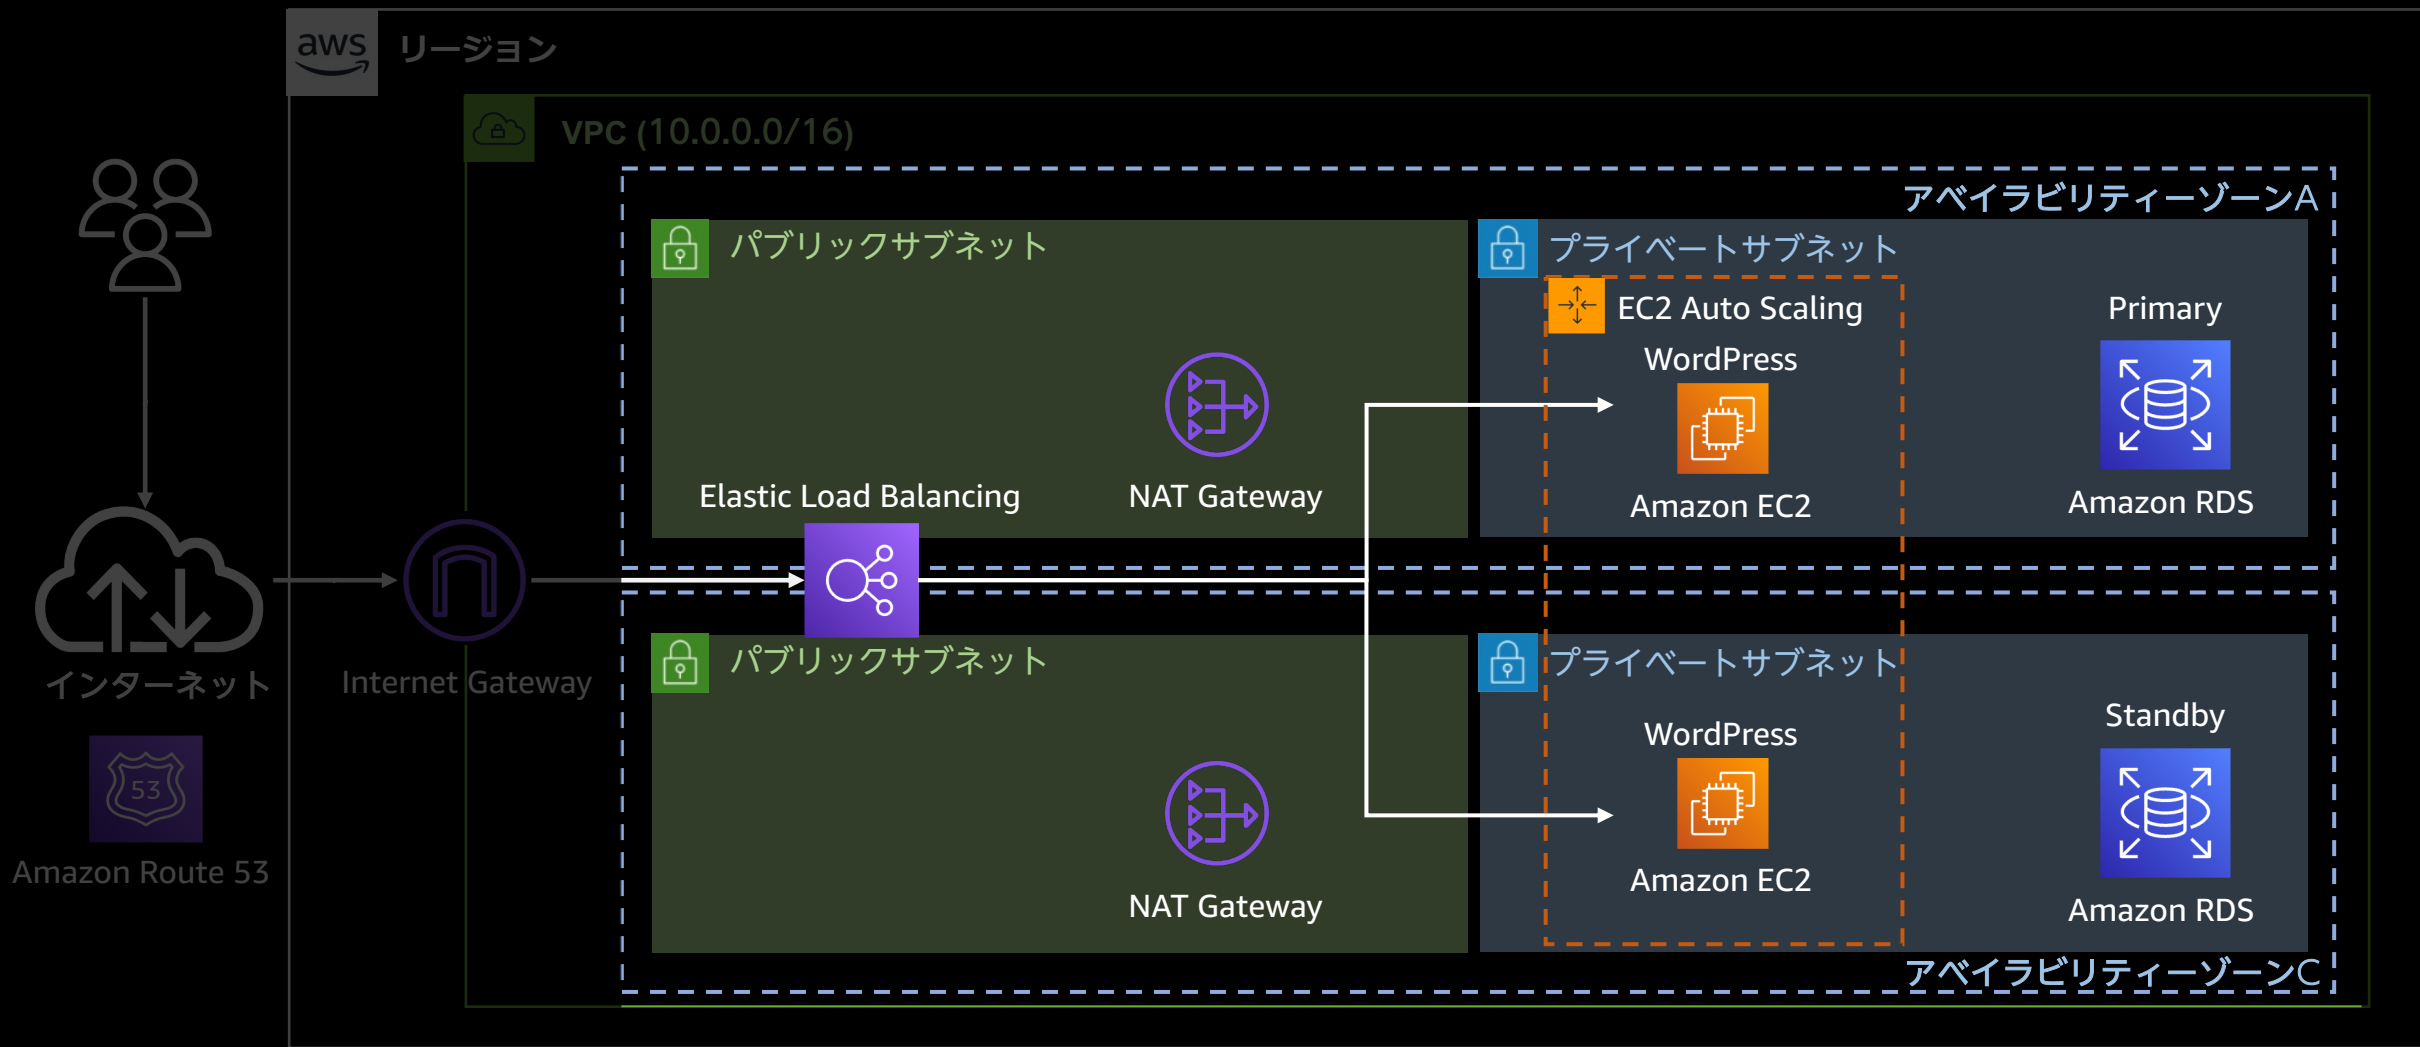 aws
リージョン
VPC (10.0.0.0/16)
アベイラビリティーゾーンA
パブリックサブネット
プライベートサブネット
EC2 Auto Scaling
Primary
WordPress
Elastic Load Balancing
NAT Gateway
Amazon EC2
Amazon RDS
インターネット
Internet Gateway
パブリックサブネット
プライベートサブネット
WordPress
Standby
53
Amazon Route 53
NAT Gateway
Amazon EC2
Amazon RDS
アベイラビリティーゾーンC